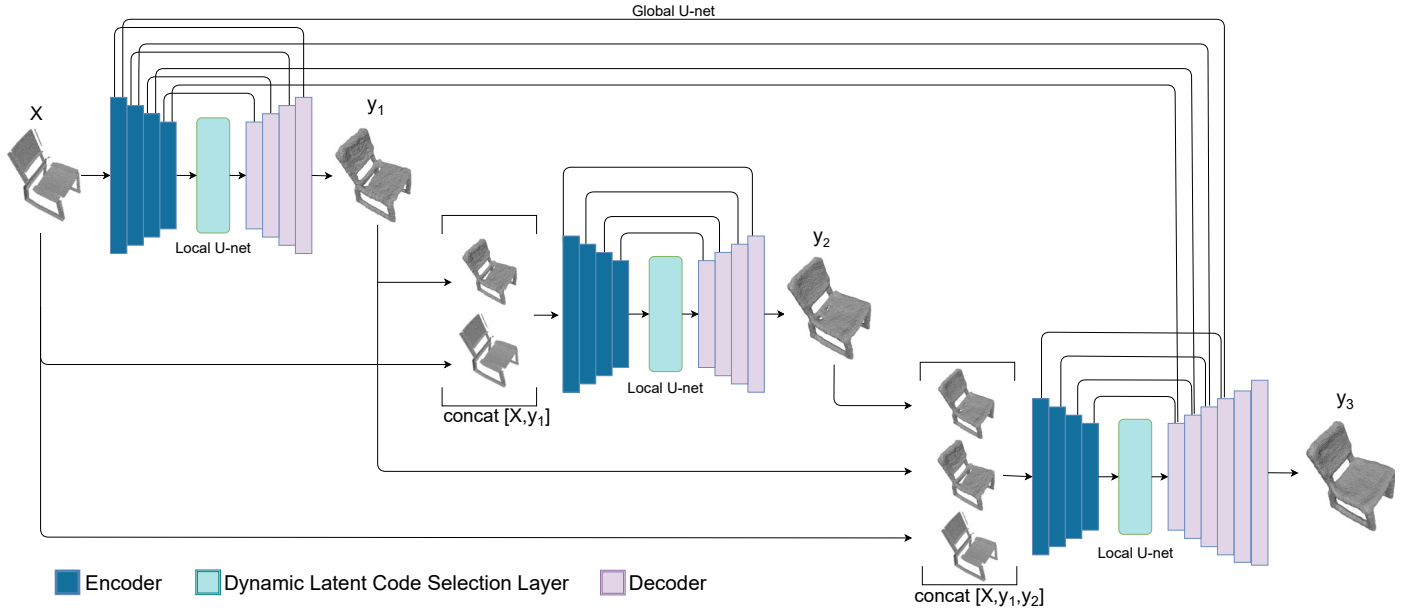 Global U-net
X
y₁
Local U-net
y₂
concat [X,y₁]
Local U-net
y₃
Local U-net
concat [X,y₁,y₂]
Encoder
Dynamic Latent Code Selection Layer
Decoder